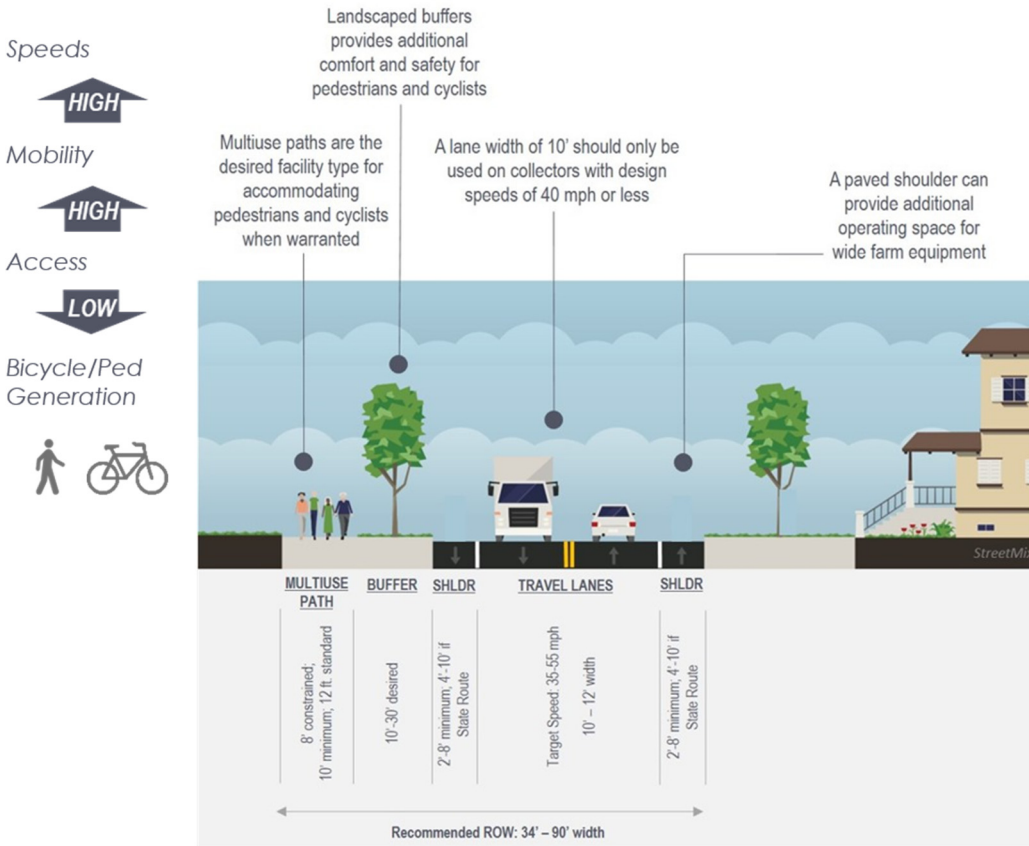 Speeds
HIGH
Mobility
HIGH
Access
LOW
Bicycle/Ped
Generation
Landscaped buffers
provides additional
comfort and safety for
pedestrians and cyclists
Multiuse paths are the
desired facility type for
accommodating
pedestrians and cyclists
when warranted
A lane width of 10' should only be
used on collectors with design
speeds of 40 mph or less
A paved shoulder can
provide additional
operating space for
wide farm equipment
MULTIUSE
PATH
BUFFER
SHLDR
TRAVEL LANES
SHLDR
8' constrained;
10' minimum; 12 ft. standard
10'-30' desired
2'-8' minimum; 4'-10' if
State Route
Target Speed: 35-55 mph
10' – 12' width
2'-8' minimum; 4'-10' if
State Route
Recommended ROW: 34' – 90' width